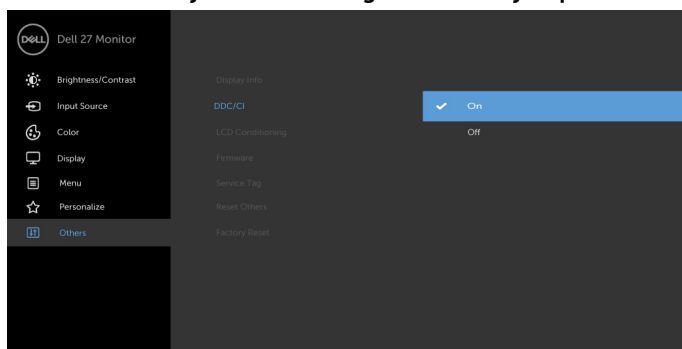 DELL
Dell 27 Monitor
Brightness/Contrast
Input Source
Color
Display
Menu
Personalize
Others
Display Info
DDC/CI
LCD Conditioning
Firmware
Service Tag
Reset Others
Factory Reset
On
Off